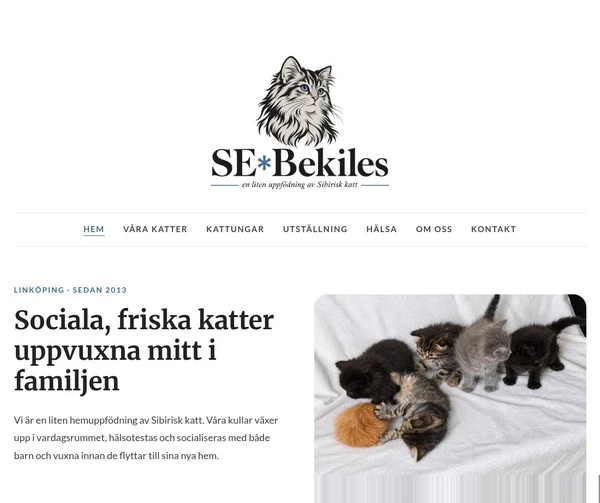 SE*Bekiles
en liten uppfödning av Sibirisk katt
HEM VÅRA KATTER KATTUNGAR UTSTÄLLNING HÄLSA OM OSS KONTAKT
LINKÖPING · SEDAN 2013
Sociala, friska katter
uppvuxna mitt i
familjen
Vi är en liten hemuppfödning av Sibirisk katt. Våra kullar växer
upp i vardagsrummet, hälsotestas och socialiseras med både
barn och vuxna innan de flyttar till sina nya hem.